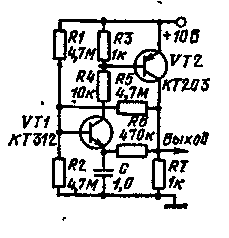 R1
4,7М
R3
1к
+10В
VT2
КТ203
R4
10к
R5
4,7М
R6
470к
VT1
КТ312
Выход
R2
4,7М
С
1,0
R7
1к